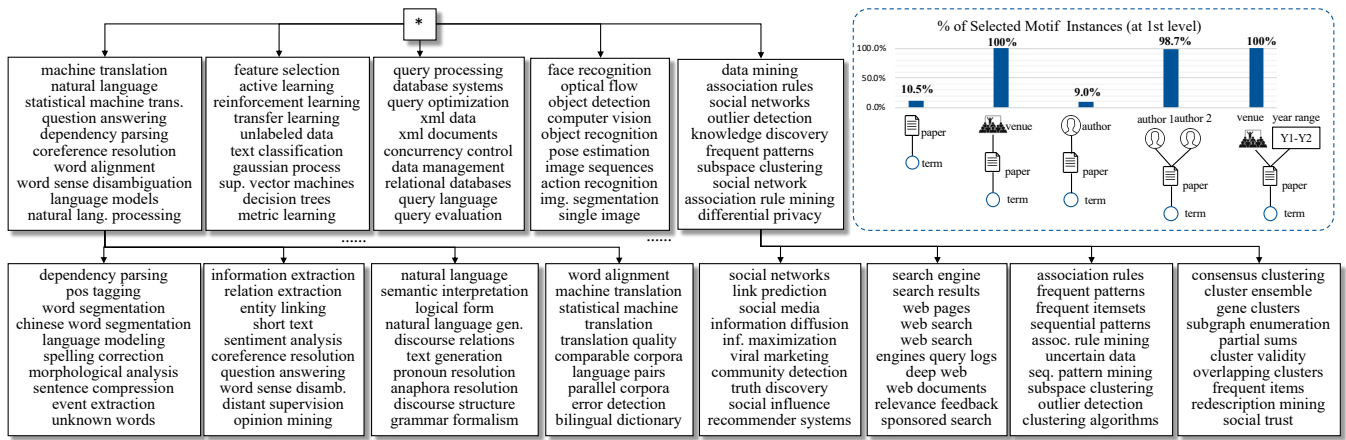 *
machine translation
natural language
statistical machine trans.
question answering
dependency parsing
coreference resolution
word alignment
word sense disambiguation
language models
natural lang. processing
feature selection
active learning
reinforcement learning
transfer learning
unlabeled data
text classification
gaussian process
sup. vector machines
decision trees
metric learning
query processing
database systems
query optimization
xml data
xml documents
concurrency control
data management
relational databases
query language
query evaluation
face recognition
optical flow
object detection
computer vision
object recognition
pose estimation
image sequences
action recognition
img. segmentation
single image
data mining
association rules
social networks
outlier detection
knowledge discovery
frequent patterns
subspace clustering
social network
association rule mining
differential privacy
% of Selected Motif Instances (at 1st level)
100.0%
50.0%
0.0%
10.5%
100%
9.0%
98.7%
100%
paper
term
venue
paper
term
author
paper
term
author 1 author 2
paper
term
venue
year range
Y1-Y2
paper
term
......
......
dependency parsing
pos tagging
word segmentation
chinese word segmentation
language modeling
spelling correction
morphological analysis
sentence compression
event extraction
unknown words
information extraction
relation extraction
entity linking
short text
sentiment analysis
coreference resolution
question answering
word sense disamb.
distant supervision
opinion mining
natural language
semantic interpretation
logical form
natural language gen.
discourse relations
text generation
pronoun resolution
anaphora resolution
discourse structure
grammar formalism
word alignment
machine translation
statistical machine
translation
translation quality
comparable corpora
language pairs
parallel corpora
error detection
bilingual dictionary
social networks
link prediction
social media
information diffusion
inf. maximization
viral marketing
community detection
truth discovery
social influence
recommender systems
search engine
search results
web pages
web search
web search
engines query logs
deep web
web documents
relevance feedback
sponsored search
association rules
frequent patterns
frequent itemsets
sequential patterns
assoc. rule mining
uncertain data
seq. pattern mining
subspace clustering
outlier detection
clustering algorithms
consensus clustering
cluster ensemble
gene clusters
subgraph enumeration
partial sums
cluster validity
overlapping clusters
frequent items
redescription mining
social trust